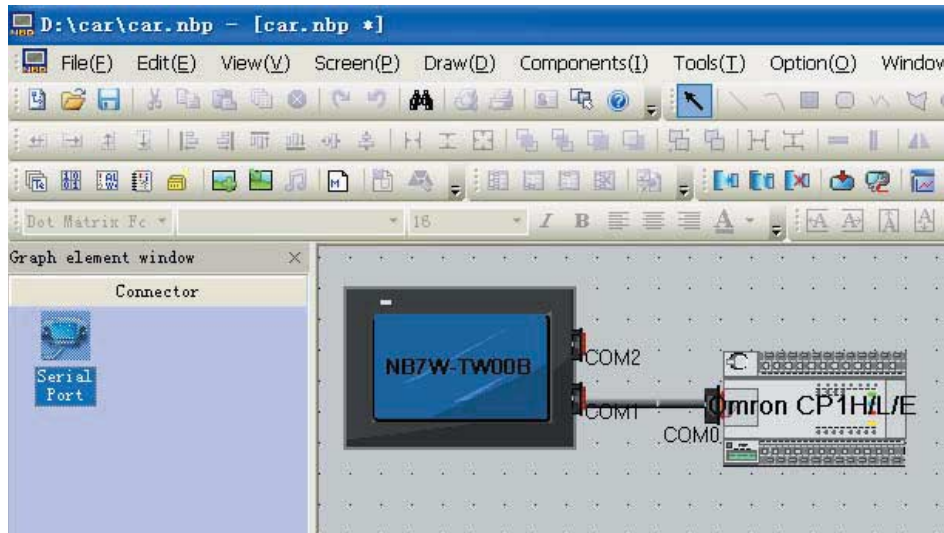 D:\car\car.nbp - [car.nbp *]
File(F) Edit(E) View(V) Screen(P) Draw(D) Components(I) Tools(T) Option(O) Window
Dot Matrix Fc 16 I B A
Graph element window
Connector
Serial
Port
NB7W-TW00B
COM2
COM1
COM0
Omron CP1H/L/E